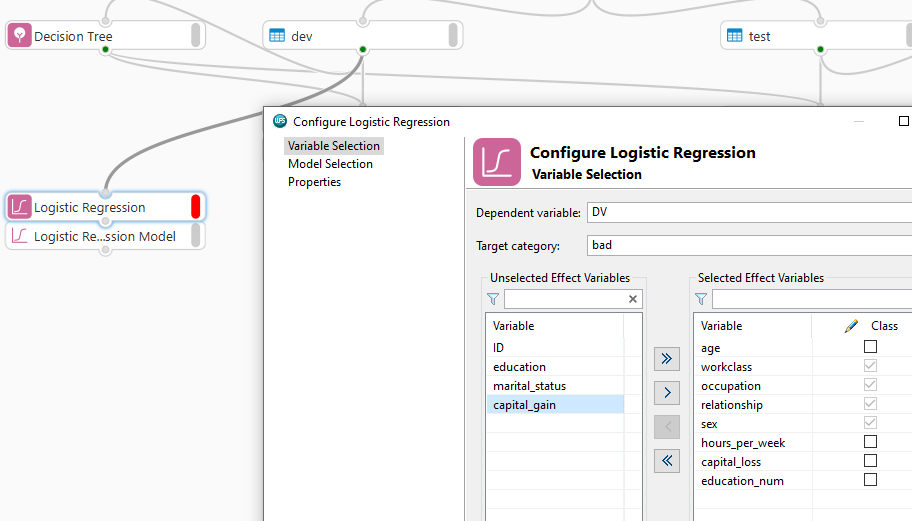 Decision Tree
dev
test
WPS Configure Logistic Regression
Variable Selection
Model Selection
Properties
Configure Logistic Regression
Variable Selection
Logistic Regression
Logistic Re...ssion Model
Dependent variable: DV
Target category: bad
Unselected Effect Variables
Variable
ID
education
marital_status
capital_gain
Selected Effect Variables
Variable Class
age
workclass
occupation
relationship
sex
hours_per_week
capital_loss
education_num